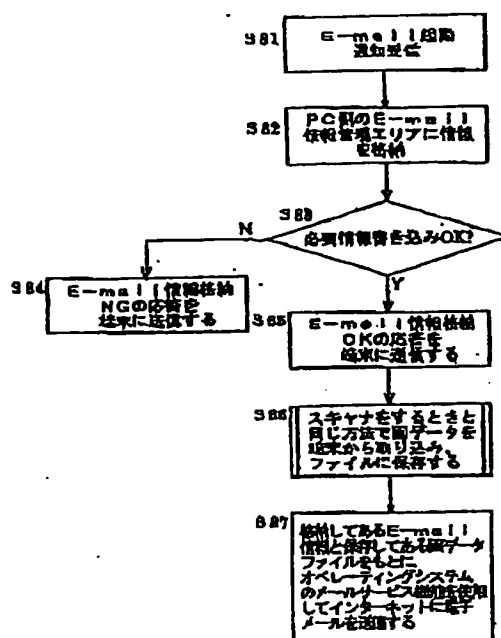 S81
E-mail起動
通知受信
S82
PC側のE-mail
情報管理エリアに情報
を格納
S83
必要情報書き込みOK?
N
Y
S84
E-mail情報格納
NGの応答を
端末に送信する
S85
E-mail情報格納
OKの応答を
端末に送信する
S86
スキャナをするときと
同じ方法で画データを
端末から取り込み、
ファイルに保存する
S87
格納してあるE-mail
情報と保存してある画データ
ファイルをもとに
オペレーティングシステム
のメールサービス機能を使用
してインターネットに電子
メールを送信する